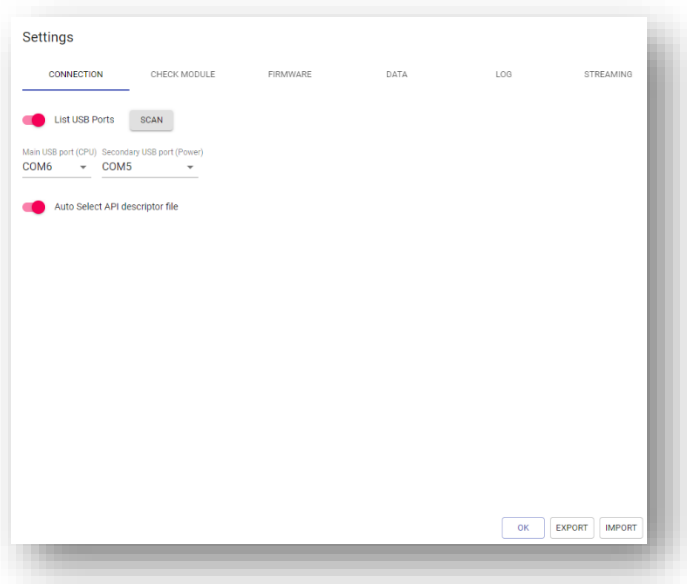 Settings
CONNECTION CHECK MODULE FIRMWARE DATA LOG STREAMING
List USB Ports SCAN
Main USB port (CPU) Secondary USB port (Power)
COM6 COM5
Auto Select API descriptor file
OK EXPORT IMPORT